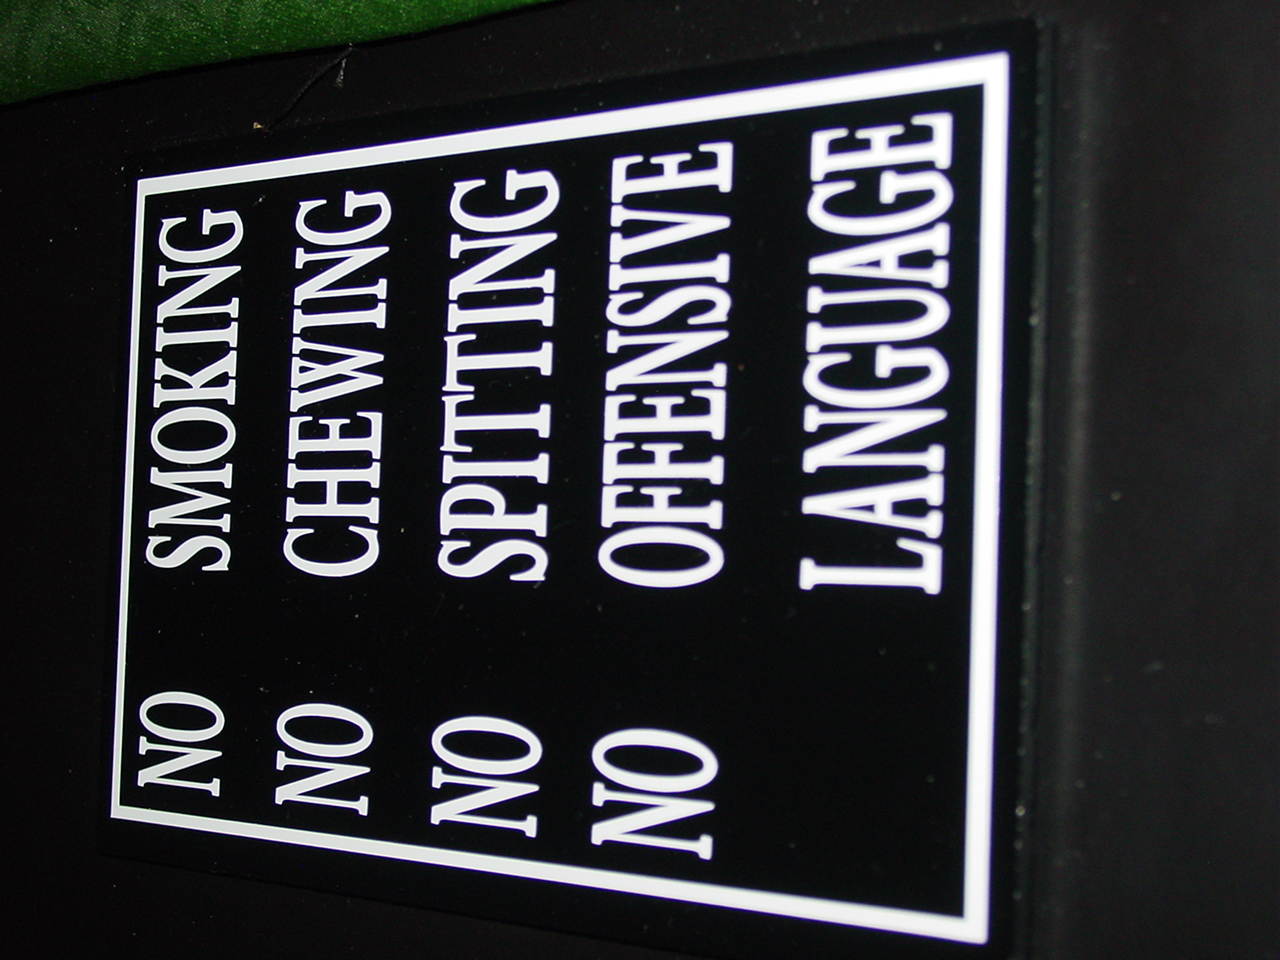 NO SMOKING
NO CHEWING
NO SPITTING
NO OFFENSIVE
LANGUAGE